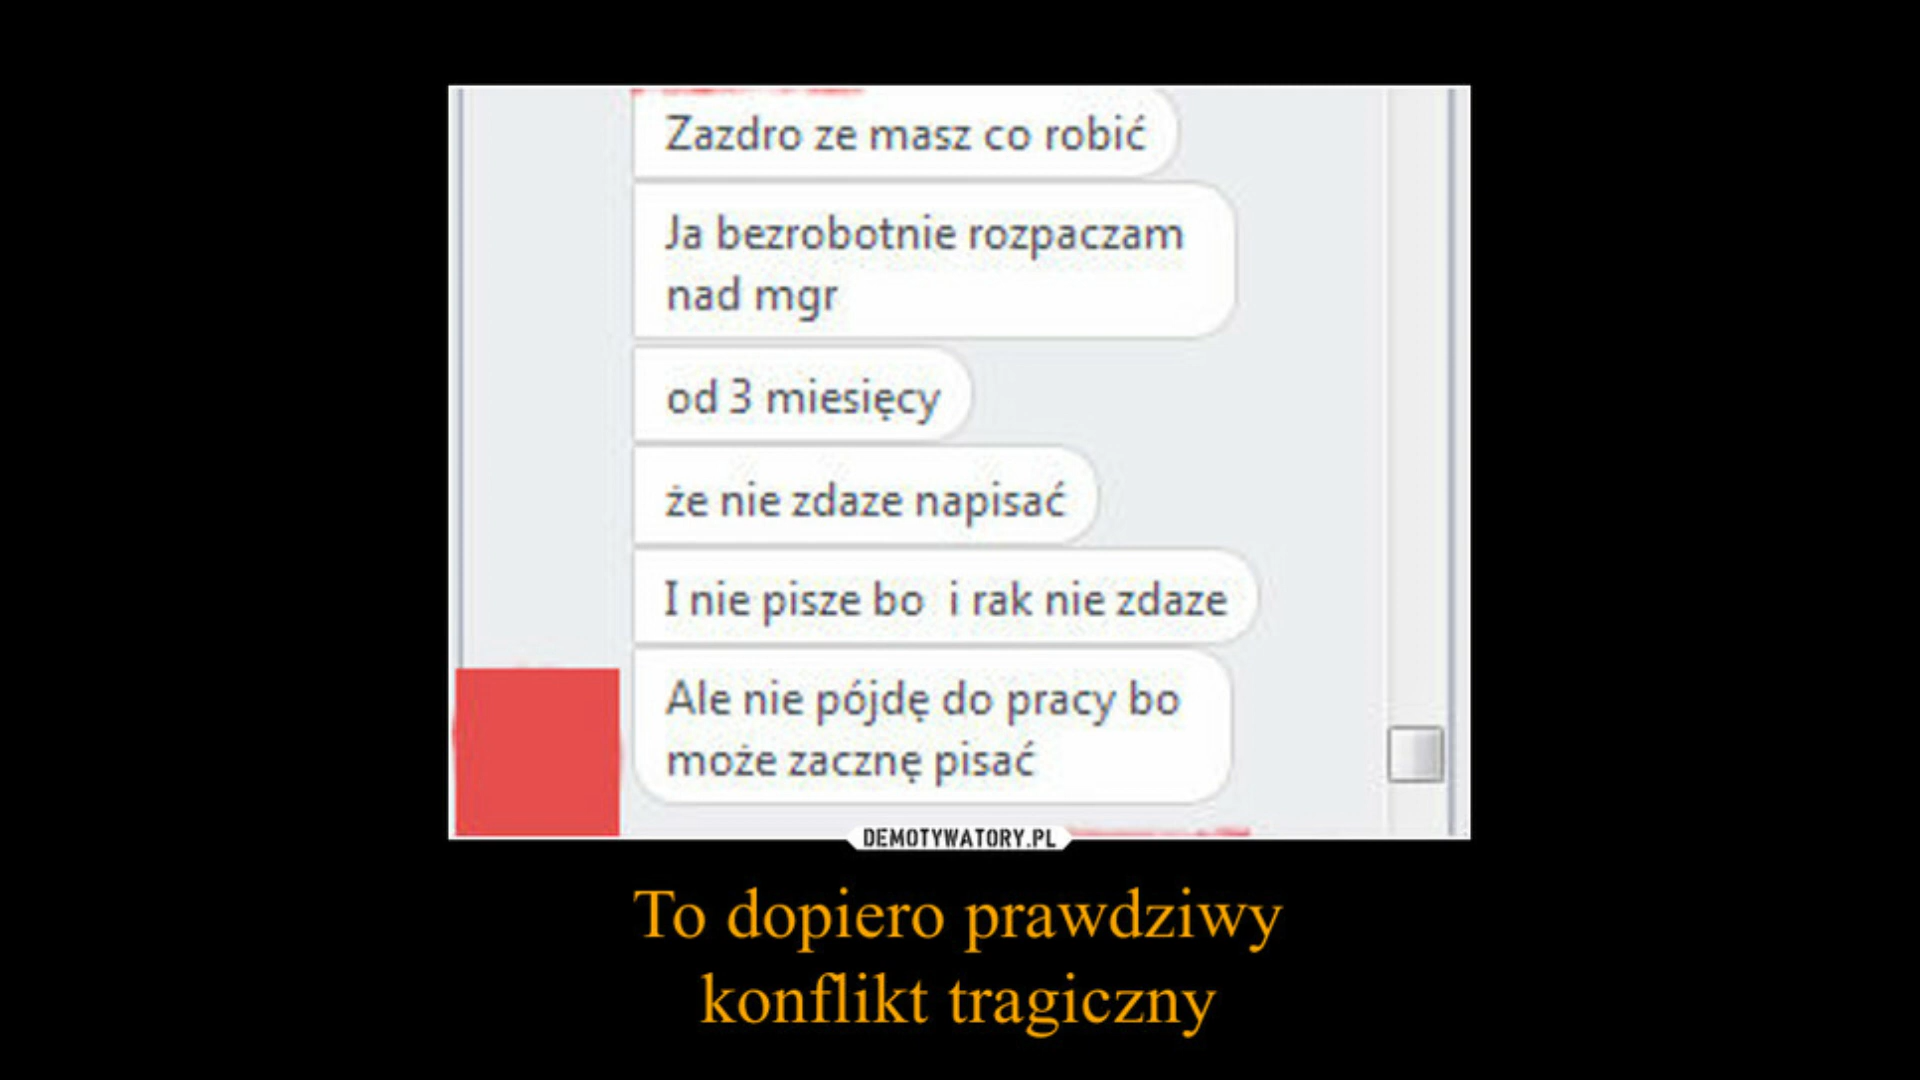 Zazdro ze masz co robić
Ja bezrobotnie rozpaczam
nad mgr
od 3 miesięcy
że nie zdaze napisać
I nie pisze bo  i rak nie zdaze
Ale nie pójdę do pracy bo
może zacznę pisać
DEMOTYWATORY.PL
To dopiero prawdziwy
konflikt tragiczny